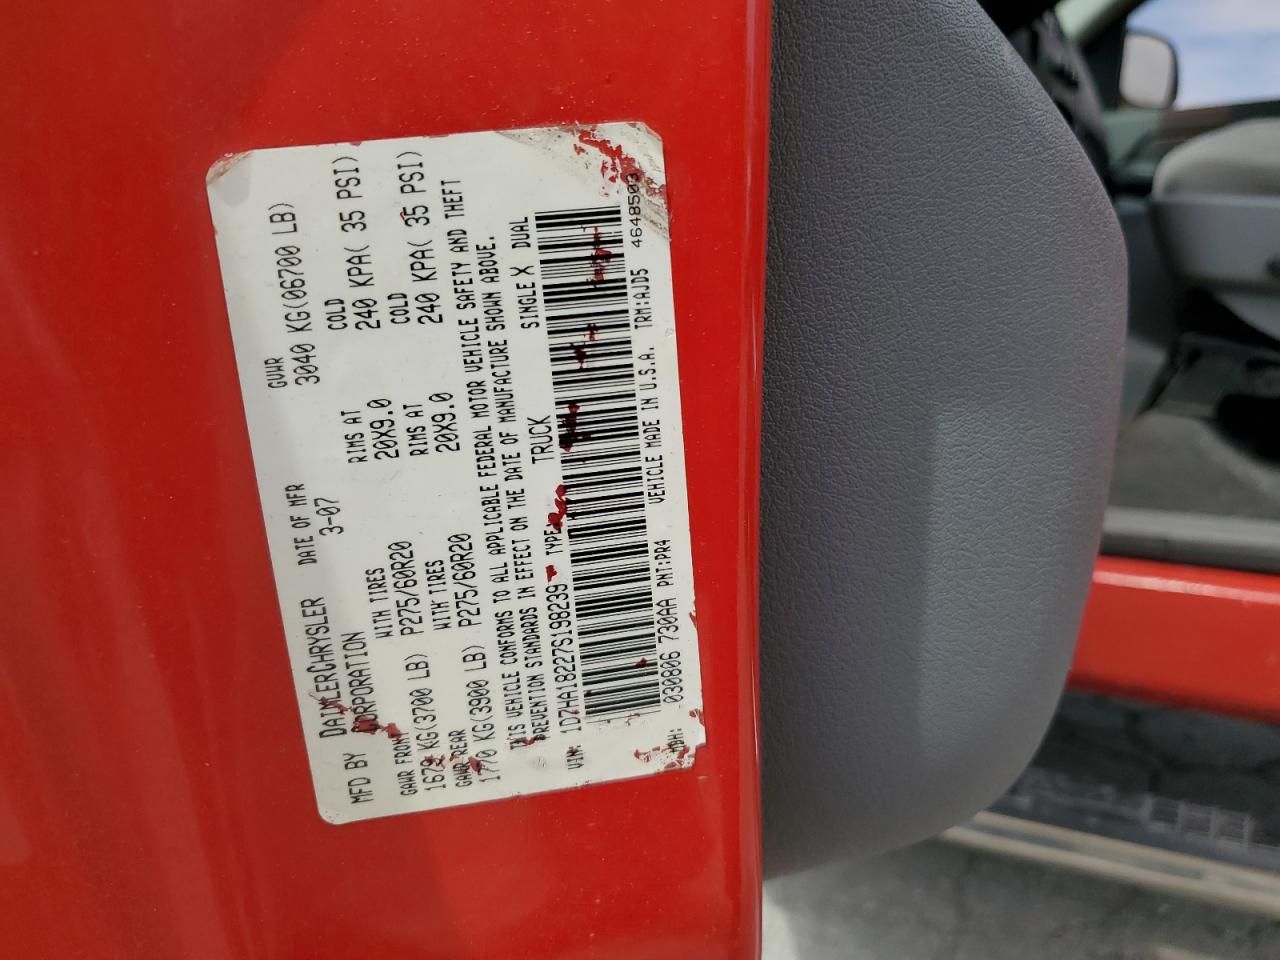 MFD BY DAIMLERCHRYSLER CORPORATION DATE OF MFR 3-07 GVWR 3040 KG(06700 LB)
GAWR FRONT WITH TIRES RIMS AT COLD
1679 KG(3700 LB) P275/60R20 20X9.0 240 KPA( 35 PSI)
GAWR REAR WITH TIRES RIMS AT COLD
1770 KG(3900 LB) P275/60R20 20X9.0 240 KPA( 35 PSI)
THIS VEHICLE CONFORMS TO ALL APPLICABLE FEDERAL MOTOR VEHICLE SAFETY AND THEFT
PREVENTION STANDARDS IN EFFECT ON THE DATE OF MANUFACTURE SHOWN ABOVE.
VIN: 1D7HA18227S198239 TYPE: TRUCK SINGLE X DUAL
MDH: 030806 730AA PNT:PR4 VEHICLE MADE IN U.S.A. TRM:AJD5 4648503